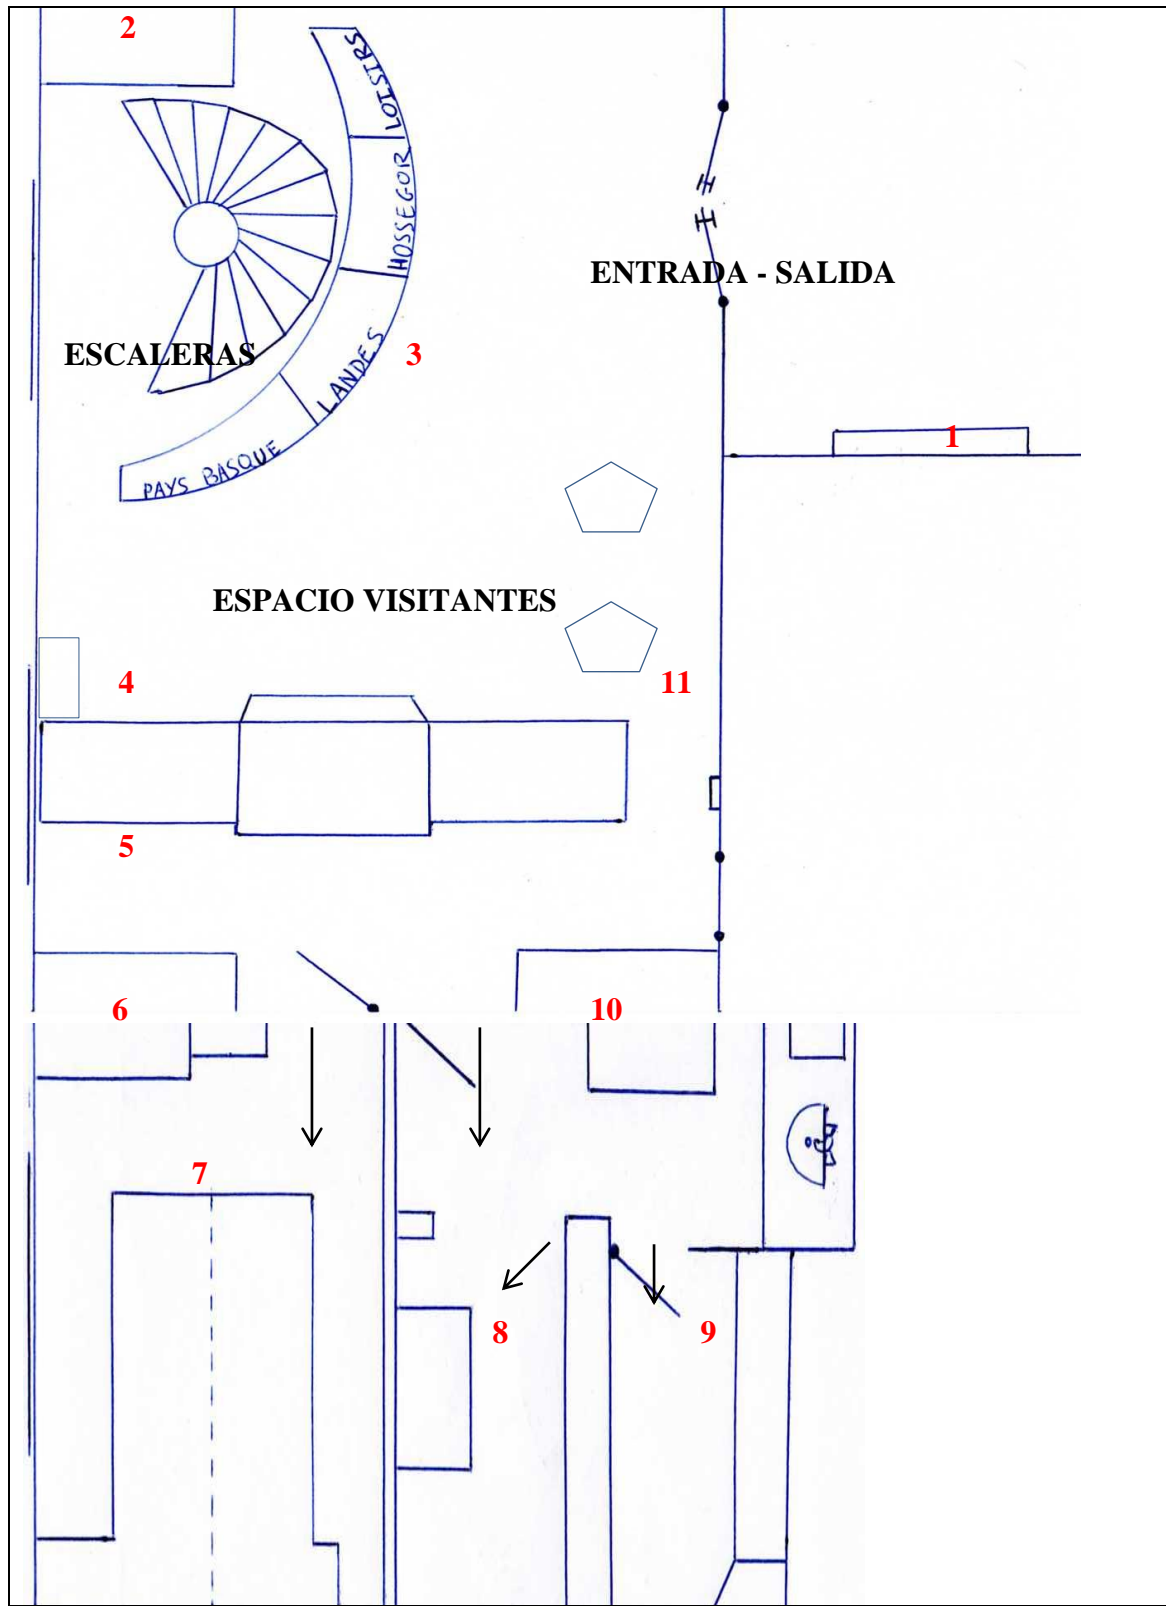 2
LOISIRS
HOSSEGOR
ENTRADA - SALIDA
ESCALERAS
3
LANDES
1
PAYS BASQUE
ESPACIO VISITANTES
4
11
5
6
10
7
8
9